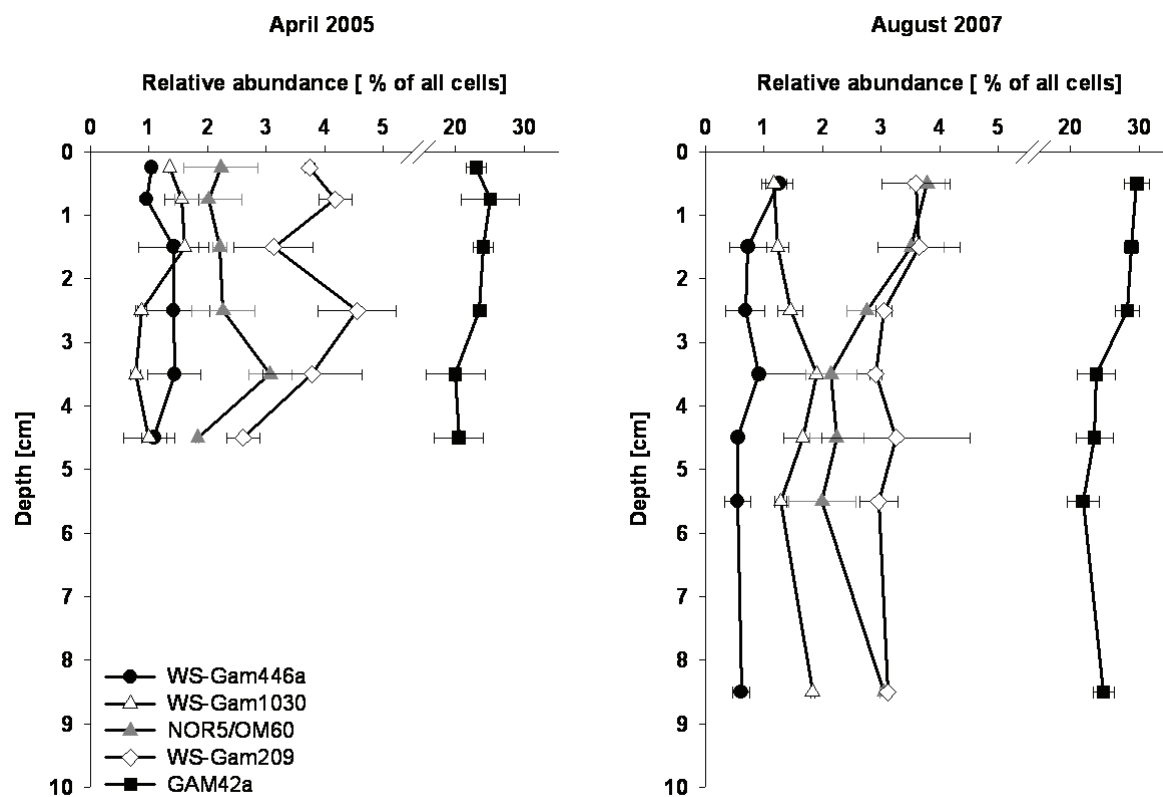 April 2005
Relative abundance [ % of all cells]
0 1 2 3 4 5 20 30
0
1
2
3
4
5
6
7
8
9
10
Depth [cm]
WS-Gam446a
WS-Gam1030
NOR5/OM60
WS-Gam209
GAM42a
August 2007
Relative abundance [ % of all cells]
0 1 2 3 4 5 20 30
0
1
2
3
4
5
6
7
8
9
10
Depth [cm]